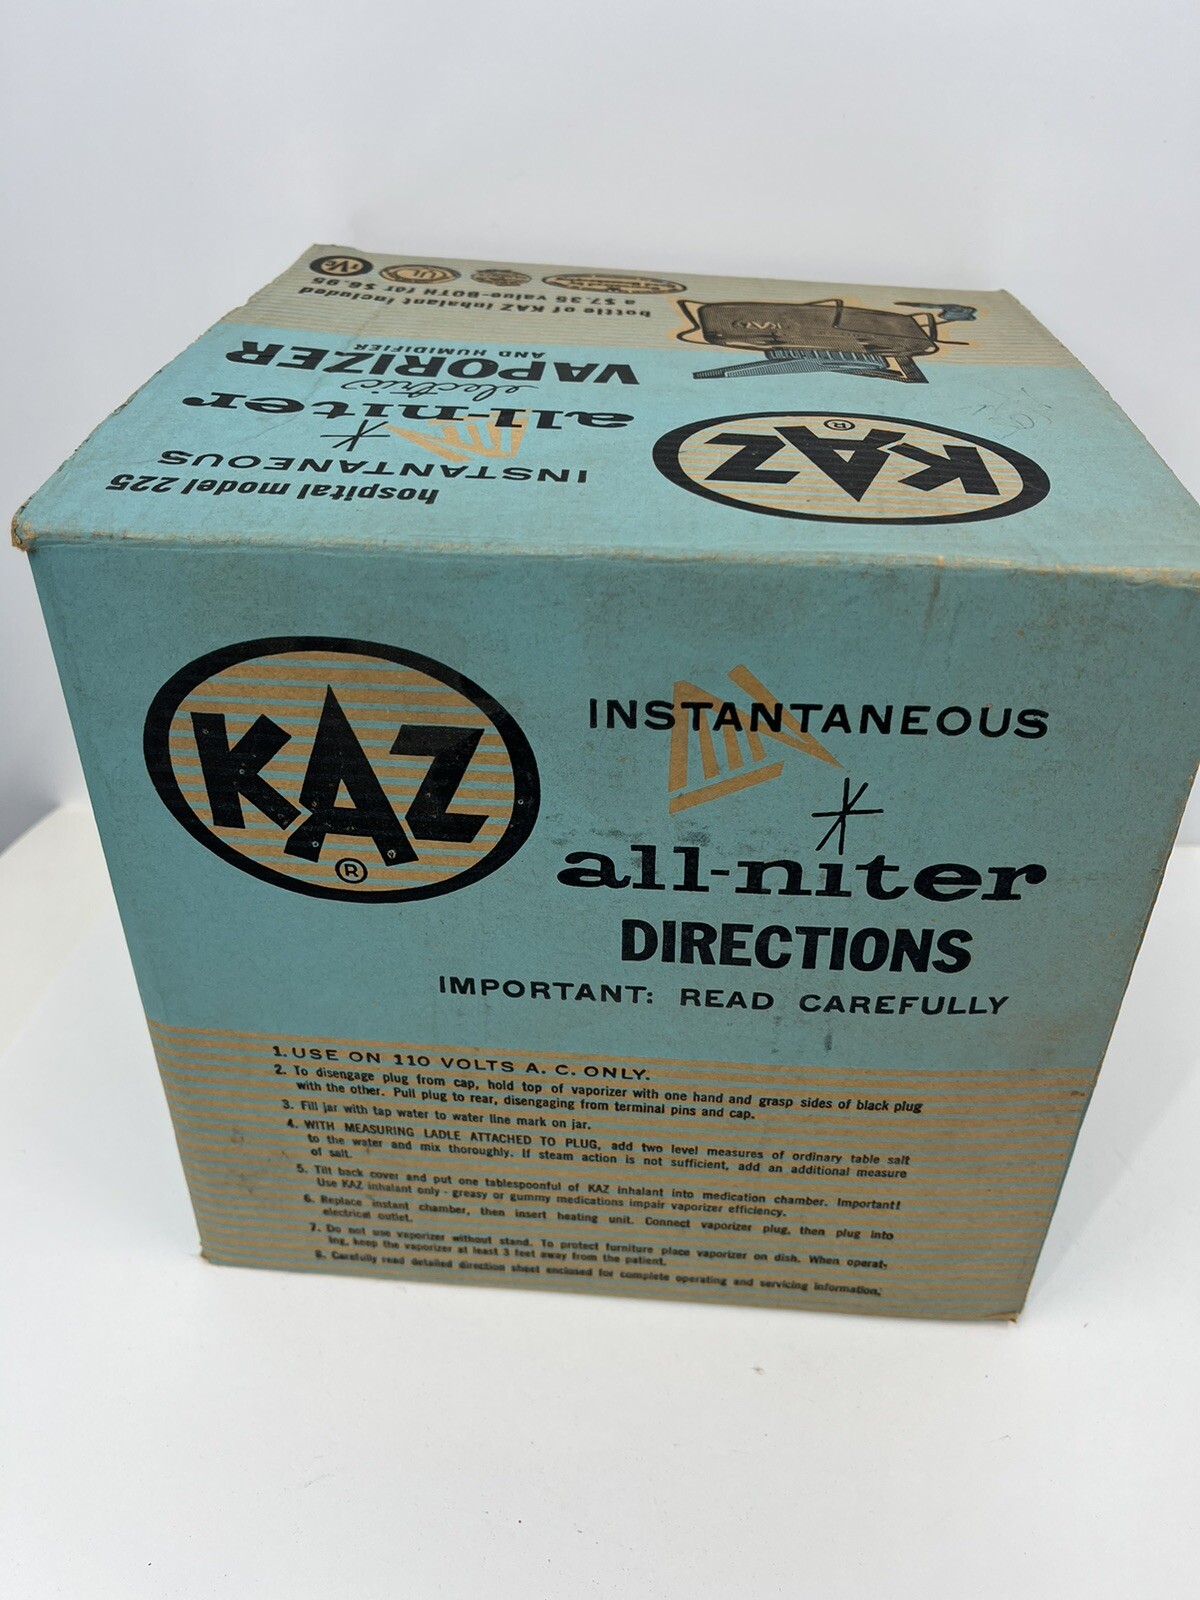 bottle of KAZ inhalant included
a $7.35 value-BOTH for $6.95
electric
VAPORIZER
AND HUMIDIFIER
all-niter
INSTANTANEOUS
hospital model 225
UL
KAZ
KAZ
®
KAZ
®
INSTANTANEOUS
all-niter
DIRECTIONS
IMPORTANT: READ CAREFULLY
1. USE ON 110 VOLTS A. C. ONLY.
2. To disengage plug from cap, hold top of vaporizer with one hand and grasp sides of black plug
with the other. Pull plug to rear, disengaging from terminal pins and cap.
3. Fill jar with tap water to water line mark on jar.
4. WITH MEASURING LADLE ATTACHED TO PLUG, add two level measures of ordinary table salt
to the water and mix thoroughly. If steam action is not sufficient, add an additional measure
of salt.
5. Tilt back cover and put one tablespoonful of KAZ inhalant into medication chamber. Important!
Use KAZ inhalant only - greasy or gummy medications impair vaporizer efficiency.
6. Replace instant chamber, then insert heating unit. Connect vaporizer plug, then plug into
electrical outlet.
7. Do not use vaporizer without stand. To protect furniture place vaporizer on dish. When operat-
ing, keep the vaporizer at least 3 feet away from the patient.
8. Carefully read detailed direction sheet enclosed for complete operating and servicing information.